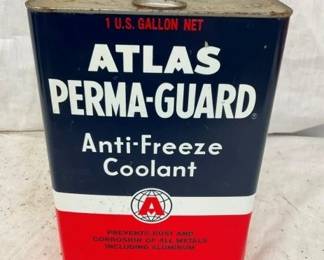 1 U.S. GALLON NET
ATLAS
PERMA-GUARD®
Anti-Freeze
Coolant
A
PREVENTS RUST AND
CORROSION OF ALL METALS
INCLUDING ALUMINUM